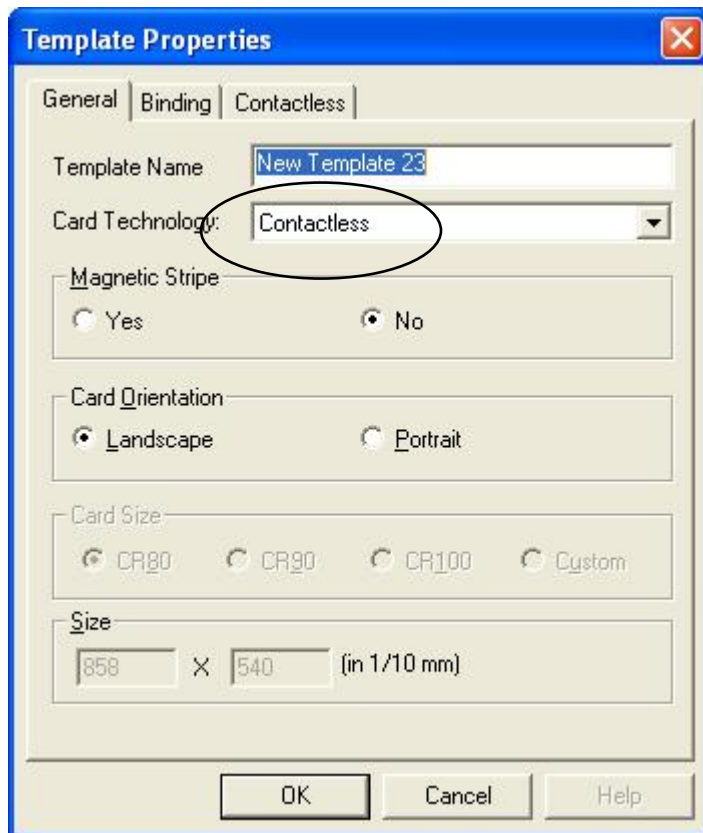 Template Properties
General Binding Contactless
Template Name New Template 23
Card Technology: Contactless
Magnetic Stripe
Yes No
Card Orientation
Landscape Portrait
Card Size
CR80 CR90 CR100 Custom
Size
858 X 540 (in 1/10 mm)
OK Cancel Help